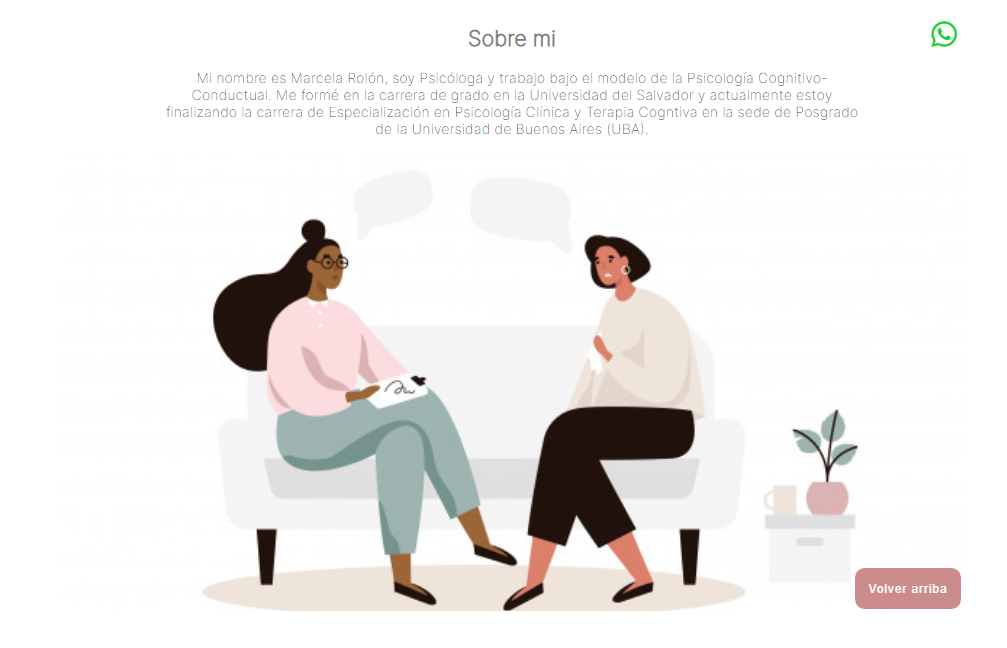 Sobre mi
Mi nombre es Marcela Rolón, soy Psicóloga y trabajo bajo el modelo de la Psicología Cognitivo-
Conductual. Me formé en la carrera de grado en la Universidad del Salvador y actualmente estoy
finalizando la carrera de Especialización en Psicología Clínica y Terapia Cogntiva en la sede de Posgrado
de la Universidad de Buenos Aires (UBA).
Volver arriba